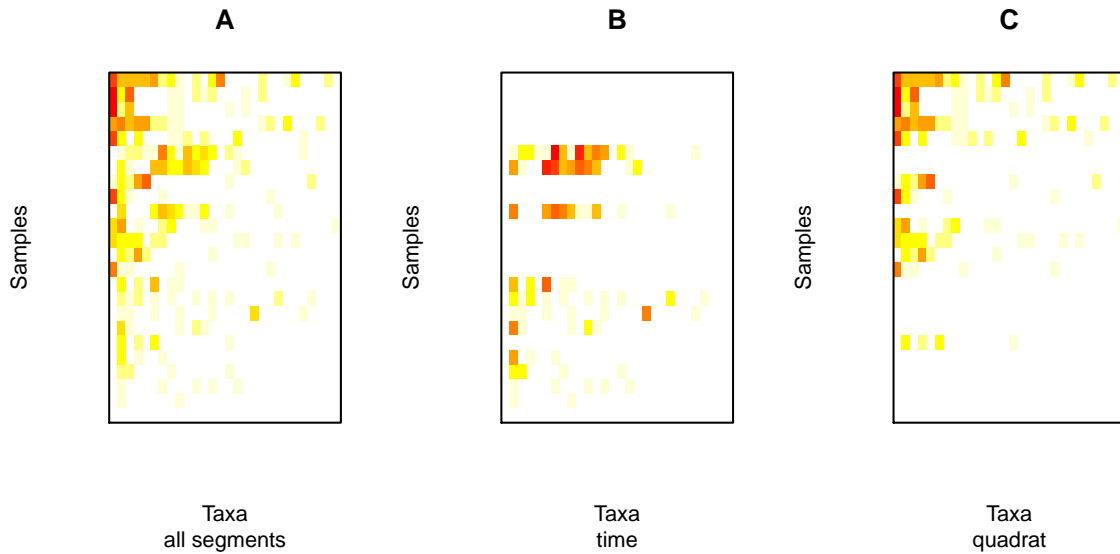 A
B
C
Samples
Samples
Samples
Taxa
all segments
Taxa
time
Taxa
quadrat